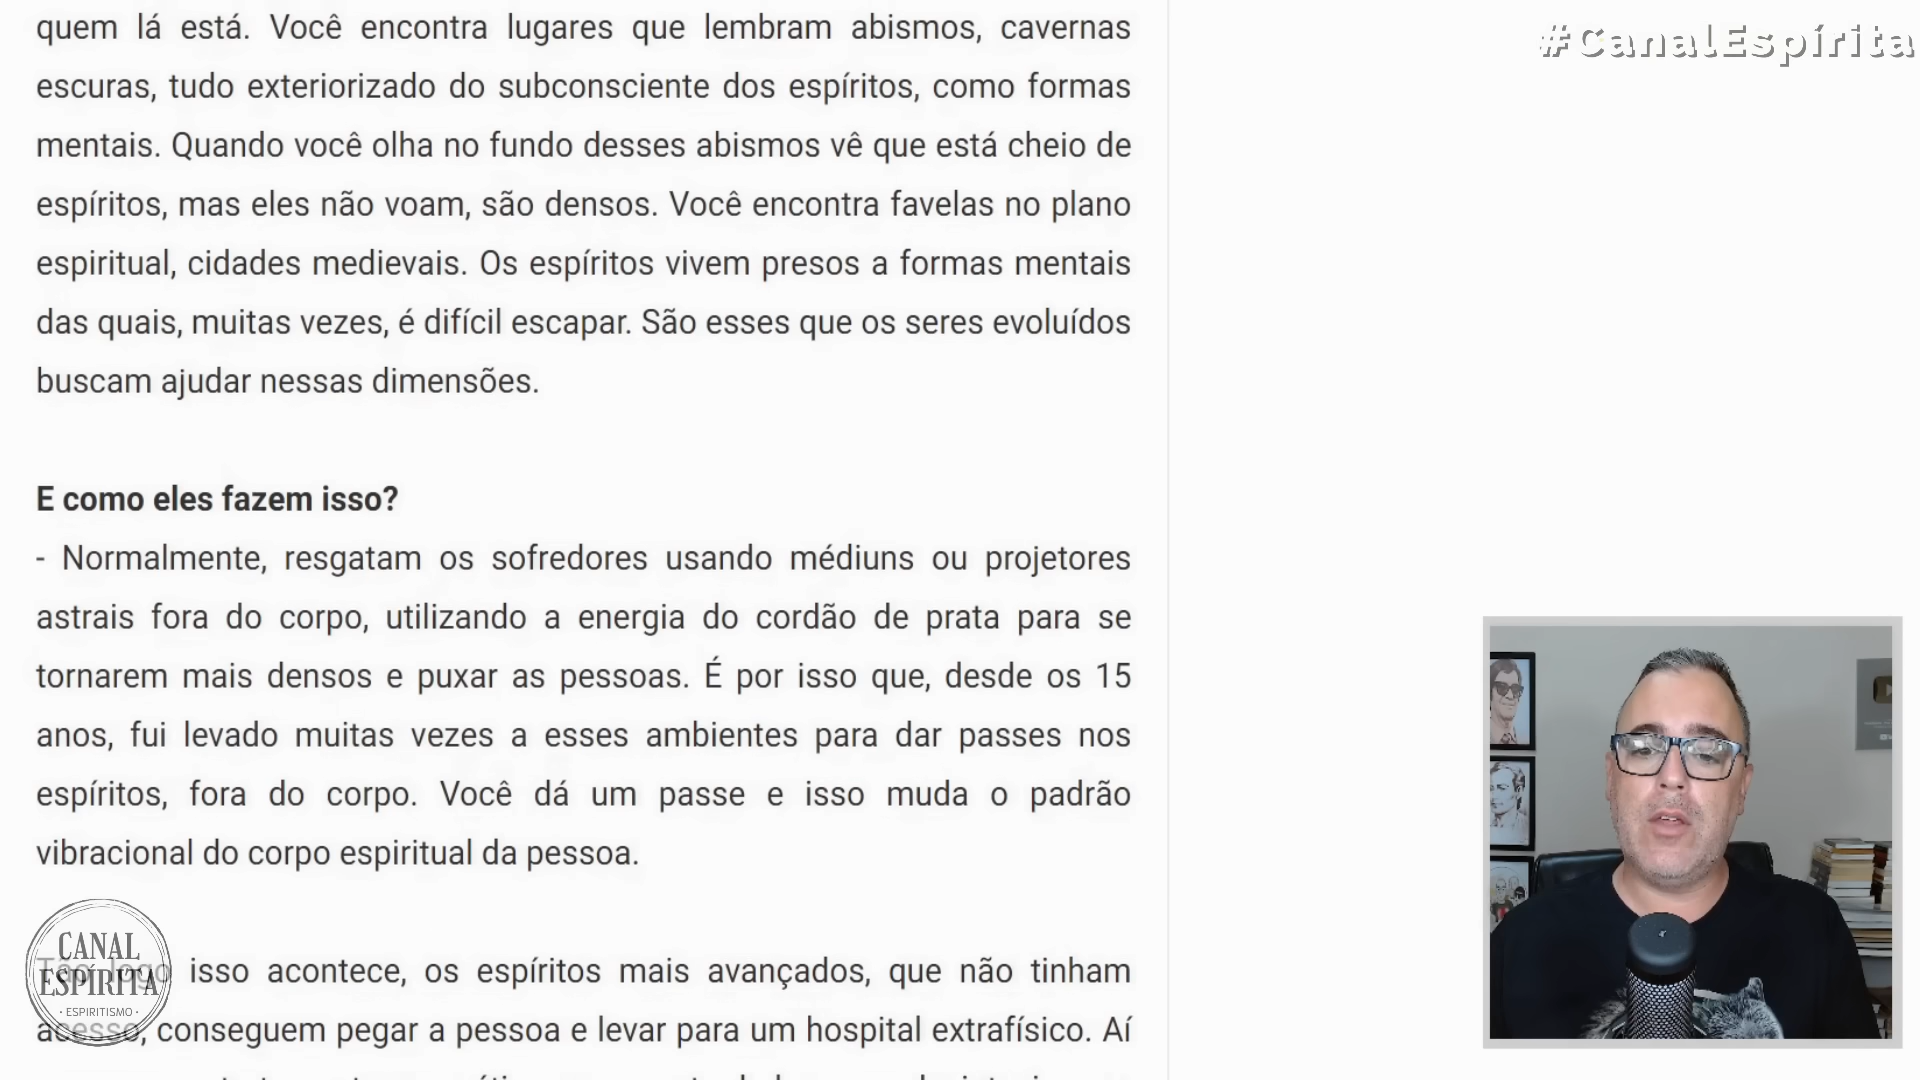 quem lá está. Você encontra lugares que lembram abismos, cavernas
escuras, tudo exteriorizado do subconsciente dos espíritos, como formas
mentais. Quando você olha no fundo desses abismos vê que está cheio de
espíritos, mas eles não voam, são densos. Você encontra favelas no plano
espiritual, cidades medievais. Os espíritos vivem presos a formas mentais
das quais, muitas vezes, é difícil escapar. São esses que os seres evoluídos
buscam ajudar nessas dimensões.
E como eles fazem isso?
- Normalmente, resgatam os sofredores usando médiuns ou projetores
astrais fora do corpo, utilizando a energia do cordão de prata para se
tornarem mais densos e puxar as pessoas. É por isso que, desde os 15
anos, fui levado muitas vezes a esses ambientes para dar passes nos
espíritos, fora do corpo. Você dá um passe e isso muda o padrão
vibracional do corpo espiritual da pessoa.
Tão logo isso acontece, os espíritos mais avançados, que não tinham
acesso, conseguem pegar a pessoa e levar para um hospital extrafísico. Aí
#CanalEspírita
CANAL
ESPÍRITA
· ESPIRITISMO ·